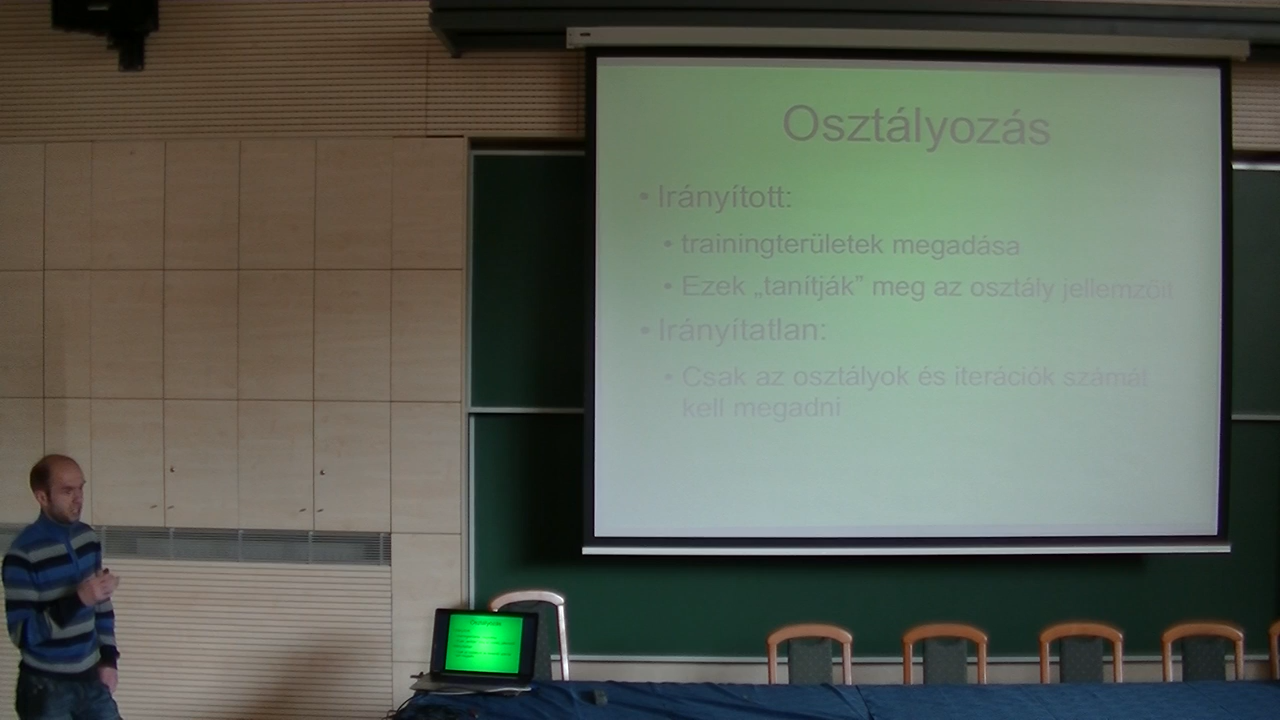 Osztályozás
• Irányított:
• trainingterületek megadása
• Ezek „tanítják” meg az osztály jellemzőit
• Irányítatlan:
• Csak az osztályok és iterációk számát
kell megadni
Osztályozás